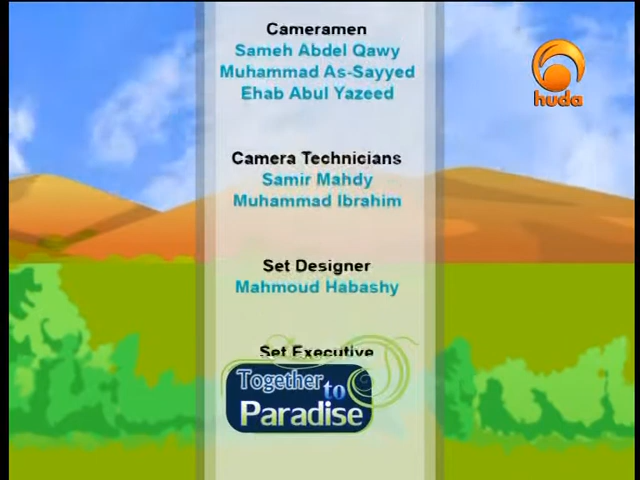 Cameramen
Sameh Abdel Qawy
Muhammad As-Sayyed
Ehab Abul Yazeed
huda
Camera Technicians
Samir Mahdy
Muhammad Ibrahim
Set Designer
Mahmoud Habashy
Set Executive
Together
to
Paradise